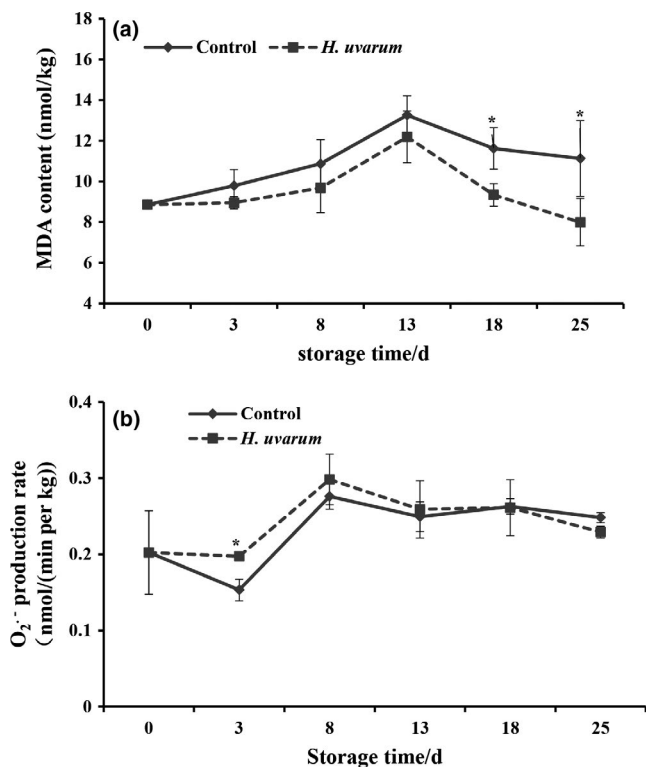 (a)
Control
H. uvarum
MDA content (nmol/kg)
18
16
14
12
10
8
6
4
*
*
0 3 8 13 18 25
storage time/d
(b)
Control
H. uvarum
O₂·⁻ production rate
(nmol/(min per kg))
0.4
0.3
0.2
0.1
0
*
0 3 8 13 18 25
Storage time/d